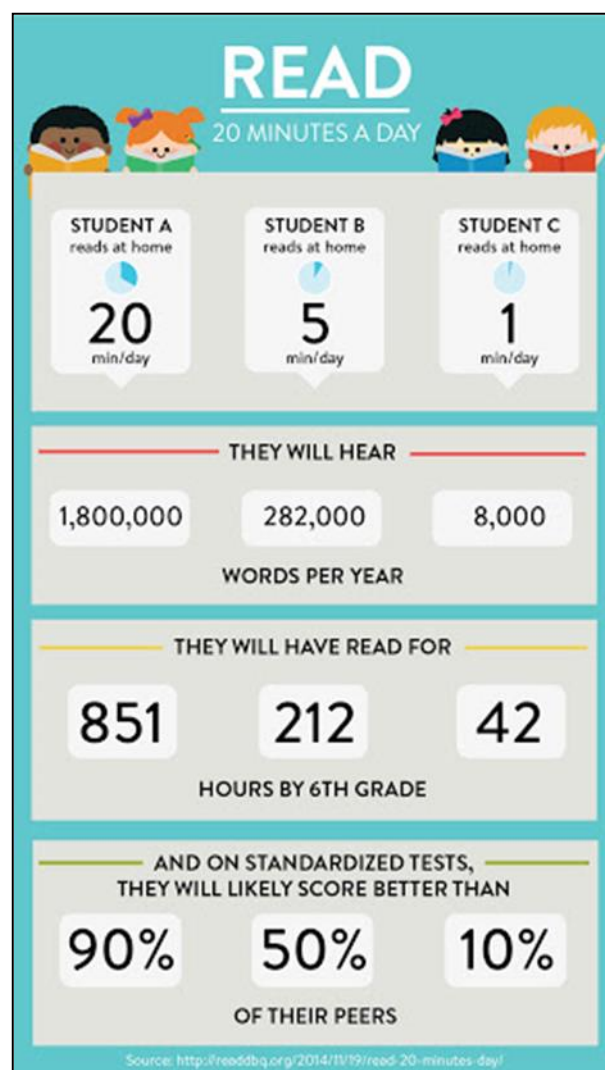 READ
20 MINUTES A DAY
STUDENT A
reads at home
20
min/day
STUDENT B
reads at home
5
min/day
STUDENT C
reads at home
1
min/day
THEY WILL HEAR
1,800,000 282,000 8,000
WORDS PER YEAR
THEY WILL HAVE READ FOR
851 212 42
HOURS BY 6TH GRADE
AND ON STANDARDIZED TESTS,
THEY WILL LIKELY SCORE BETTER THAN
90% 50% 10%
OF THEIR PEERS
Source: http://readdbq.org/2014/11/19/read-20-minutes-day/